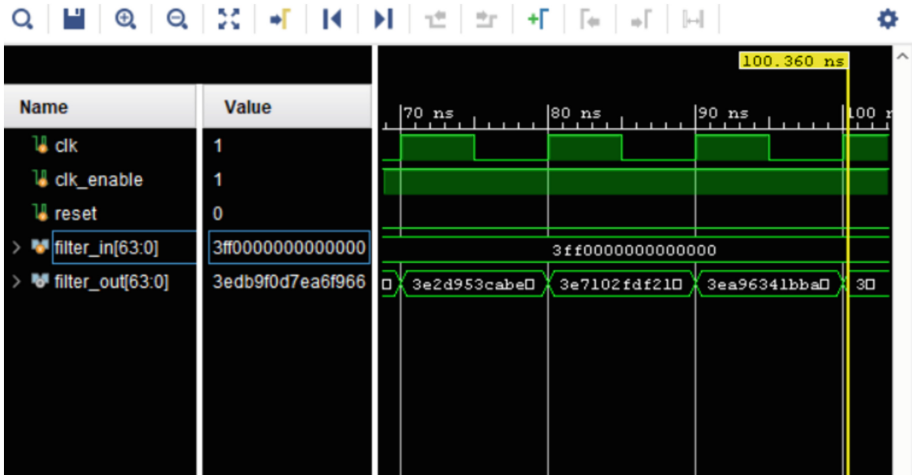 100.360 ns
Name Value
70 ns 80 ns 90 ns 100 n
clk 1
clk_enable 1
reset 0
filter_in[63:0] 3ff0000000000000 3ff0000000000000
filter_out[63:0] 3edb9f0d7ea6f966 3e2d953cabe 3e7102fdf21 3ea96341bba 3